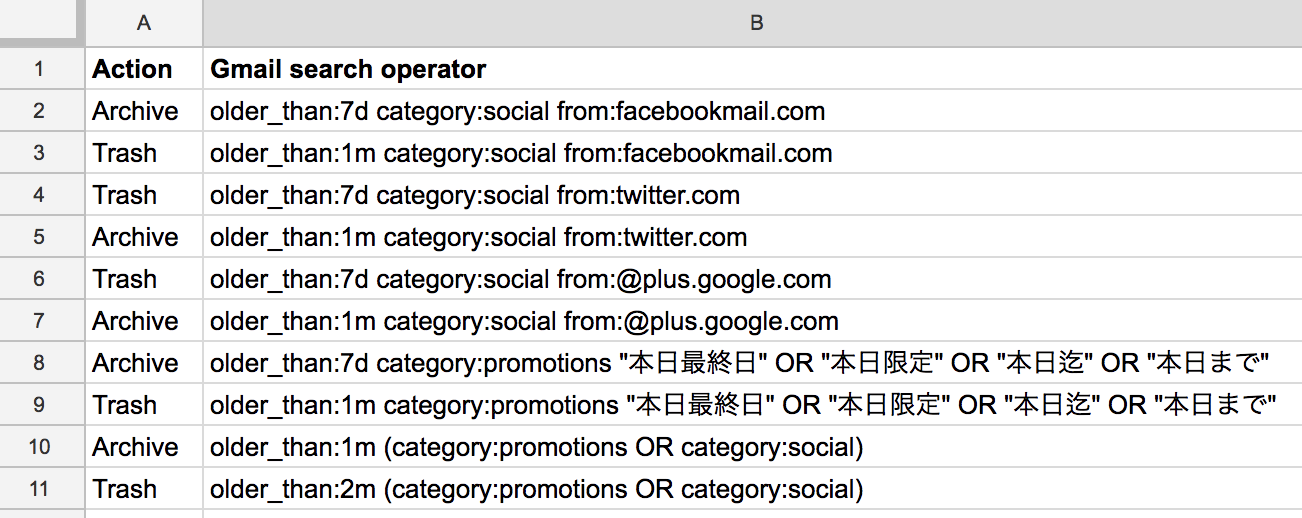 A B
1 Action Gmail search operator
2 Archive older_than:7d category:social from:facebookmail.com
3 Trash older_than:1m category:social from:facebookmail.com
4 Trash older_than:7d category:social from:twitter.com
5 Archive older_than:1m category:social from:twitter.com
6 Trash older_than:7d category:social from:@plus.google.com
7 Archive older_than:1m category:social from:@plus.google.com
8 Archive older_than:7d category:promotions "本日最終日" OR "本日限定" OR "本日迄" OR "本日まで"
9 Trash older_than:1m category:promotions "本日最終日" OR "本日限定" OR "本日迄" OR "本日まで"
10 Archive older_than:1m (category:promotions OR category:social)
11 Trash older_than:2m (category:promotions OR category:social)